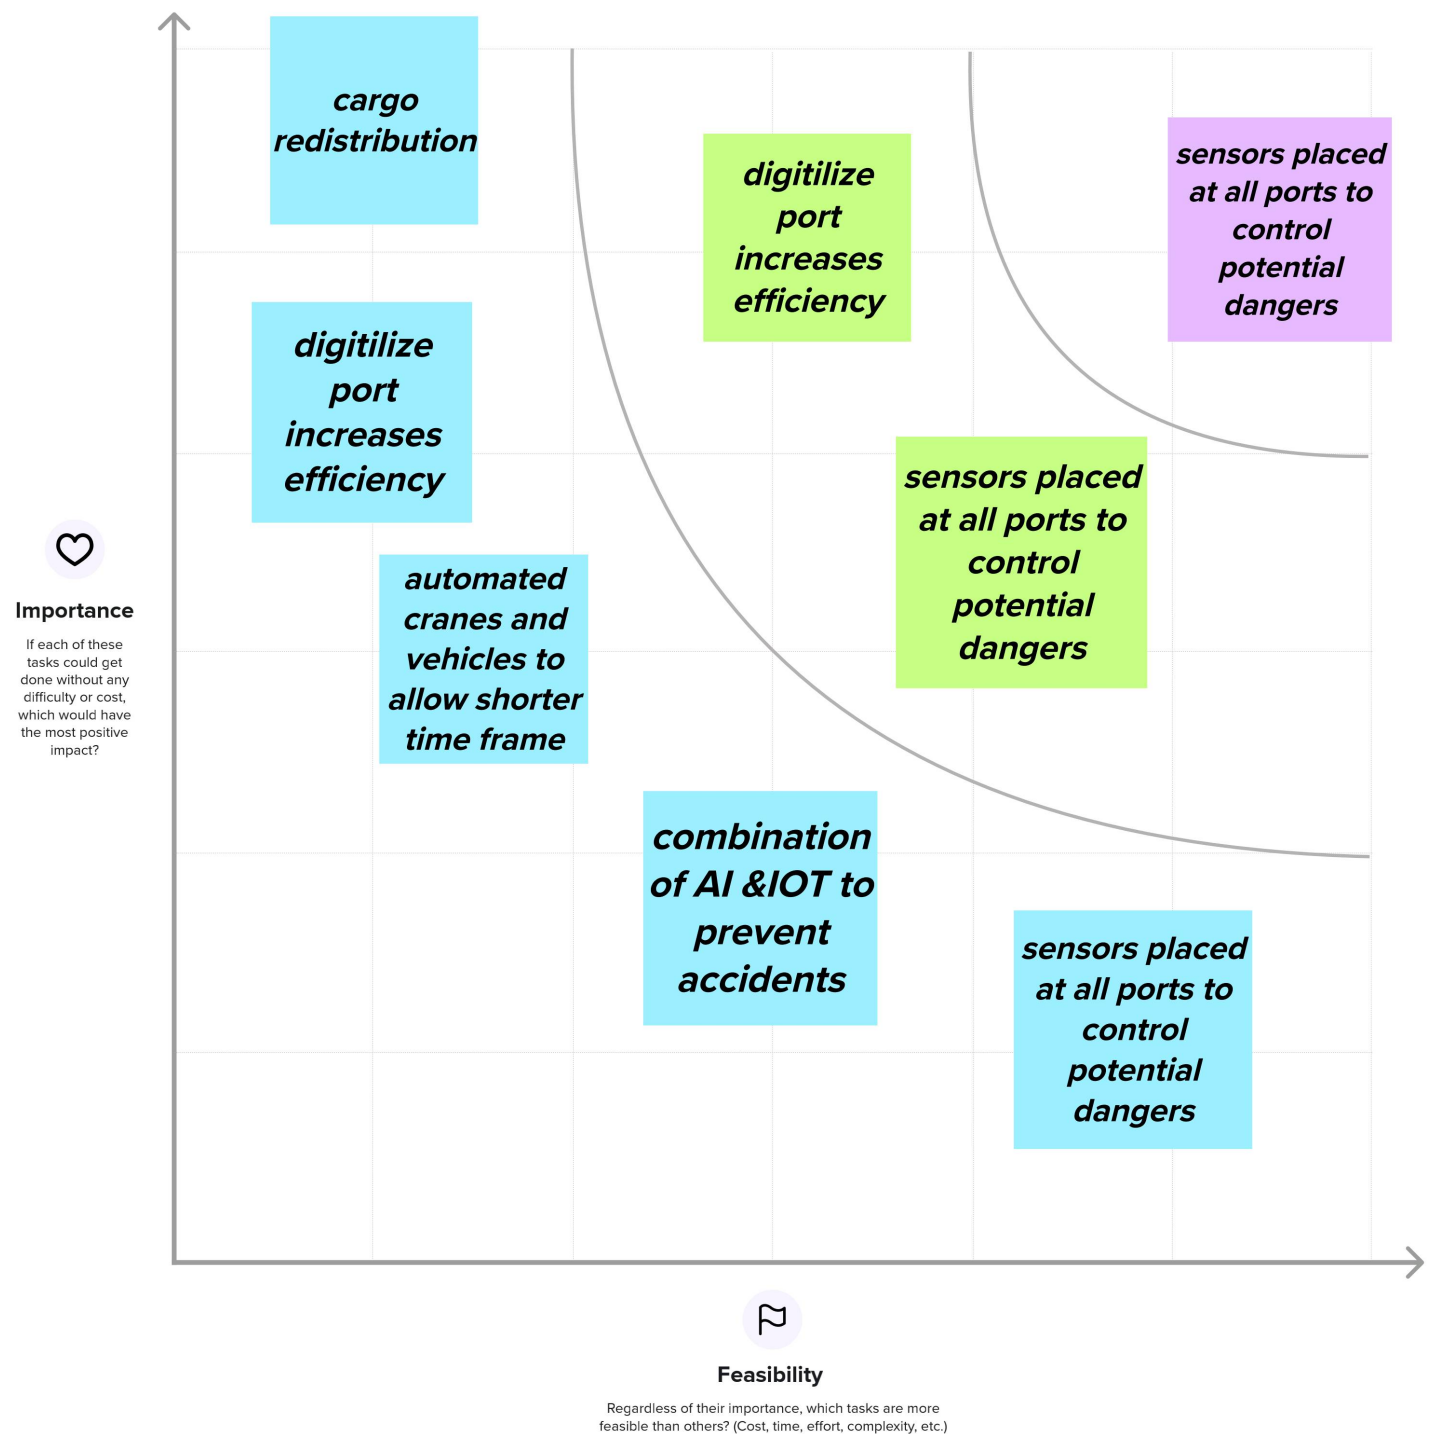 cargo
redistribution
digitilize
port
increases
efficiency
sensors placed
at all ports to
control
potential
dangers
digitilize
port
increases
efficiency
sensors placed
at all ports to
control
potential
dangers
automated
cranes and
vehicles to
allow shorter
time frame
Importance
If each of these
tasks could get
done without any
difficulty or cost,
which would have
the most positive
impact?
combination
of AI &IOT to
prevent
accidents
sensors placed
at all ports to
control
potential
dangers
Feasibility
Regardless of their importance, which tasks are more
feasible than others? (Cost, time, effort, complexity, etc.)